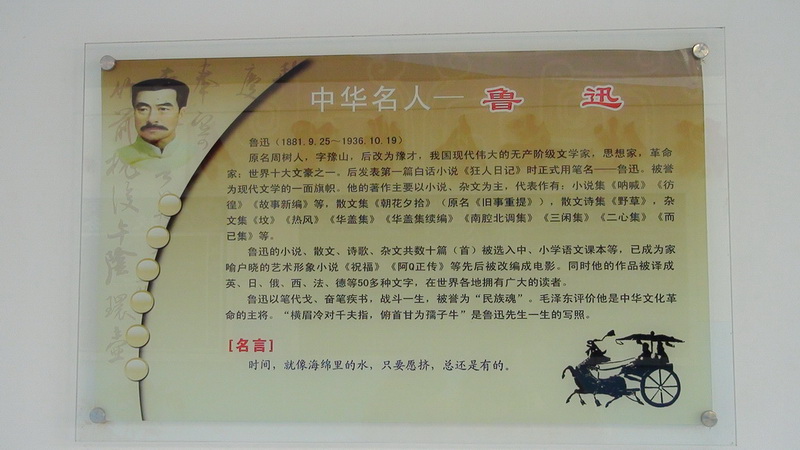 中华名人— 鲁 迅
鲁迅（1881.9.25～1936.10.19）
原名周树人，字豫山，后改为豫才，我国现代伟大的无产阶级文学家，思想家，革命
家；世界十大文豪之一。后发表第一篇白话小说《狂人日记》时正式用笔名——鲁迅。被誉
为现代文学的一面旗帜。他的著作主要以小说、杂文为主，代表作有：小说集《呐喊》《彷
徨》《故事新编》等，散文集《朝花夕拾》（原名《旧事重提》），散文诗集《野草》，杂
文集《坟》《热风》《华盖集》《华盖集续编》《南腔北调集》《三闲集》《二心集》《而
已集》等。
鲁迅的小说、散文、诗歌、杂文共数十篇（首）被选入中、小学语文课本等，已成为家
喻户晓的艺术形象小说《祝福》《阿Q正传》等先后被改编成电影。同时他的作品被译成
英、日、俄、西、法、德等50多种文字，在世界各地拥有广大的读者。
鲁迅以笔代戈、奋笔疾书，战斗一生，被誉为“民族魂”。毛泽东评价他是中华文化革
命的主将。“横眉冷对千夫指，俯首甘为孺子牛”是鲁迅先生一生的写照。
[名言]
时间，就像海绵里的水，只要愿挤，总还是有的。